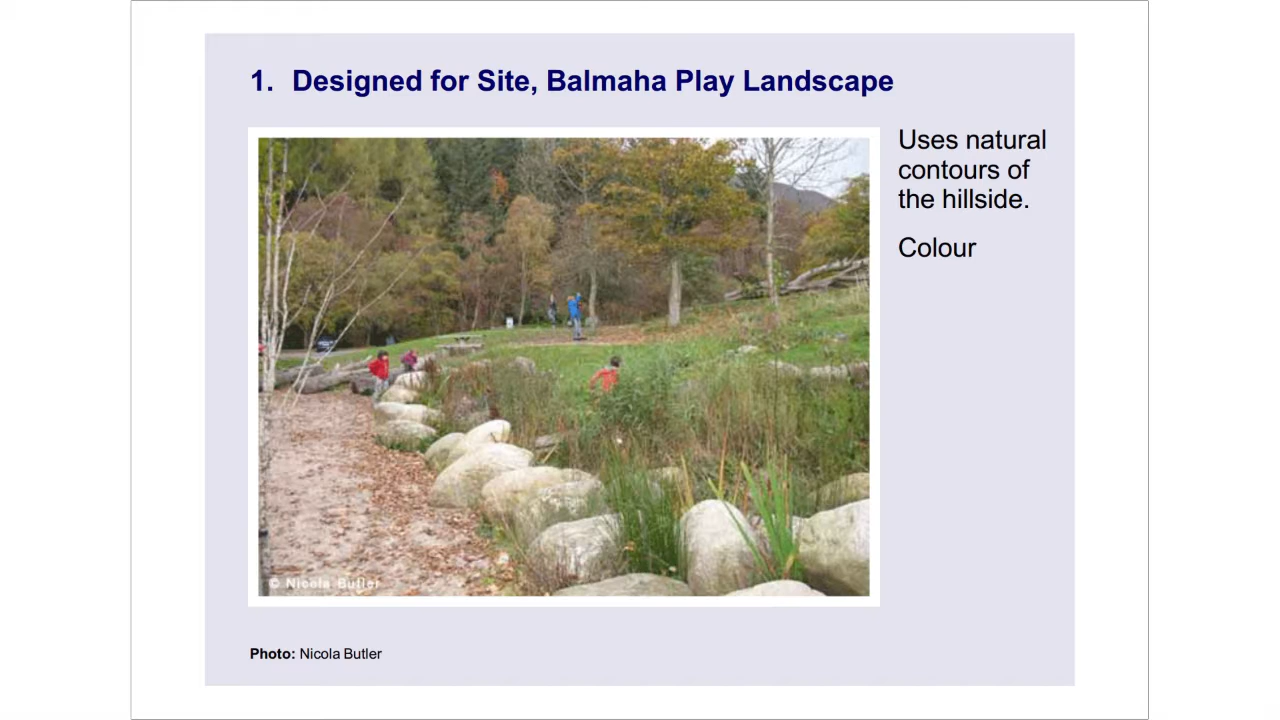 1. Designed for Site, Balmaha Play Landscape
Uses natural
contours of
the hillside.
Colour
© Nicola Butler
Photo: Nicola Butler